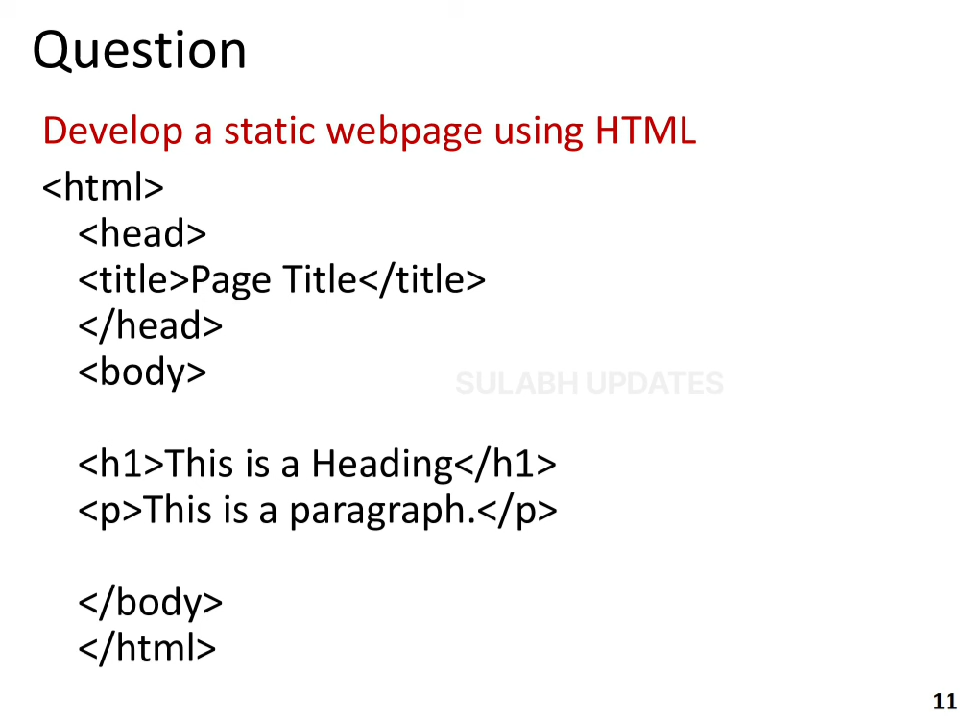 Question
Develop a static webpage using HTML
<html>
<head>
<title>Page Title</title>
</head>
<body>
SULABH UPDATES
<h1>This is a Heading</h1>
<p>This is a paragraph.</p>
</body>
</html>
11